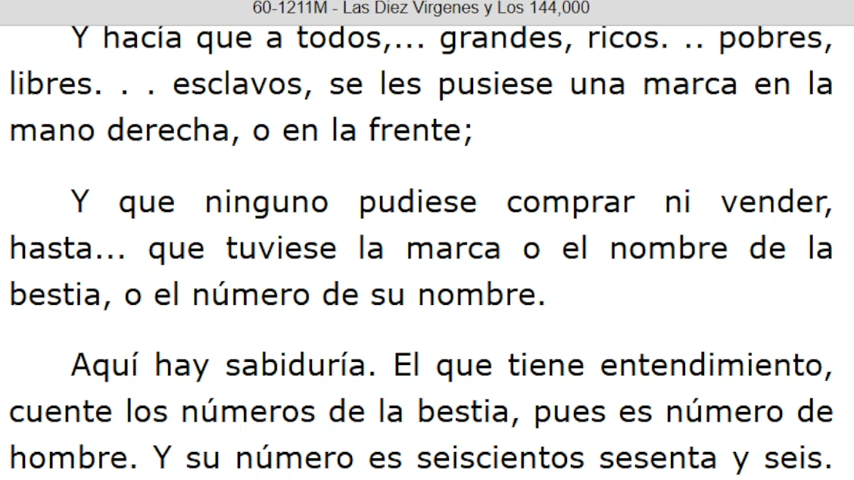 60-1211M - Las Diez Virgenes y Los 144,000
Y hacía que a todos,... grandes, ricos. .. pobres,
libres. . . esclavos, se les pusiese una marca en la
mano derecha, o en la frente;
Y que ninguno pudiese comprar ni vender,
hasta... que tuviese la marca o el nombre de la
bestia, o el número de su nombre.
Aquí hay sabiduría. El que tiene entendimiento,
cuente los números de la bestia, pues es número de
hombre. Y su número es seiscientos sesenta y seis.